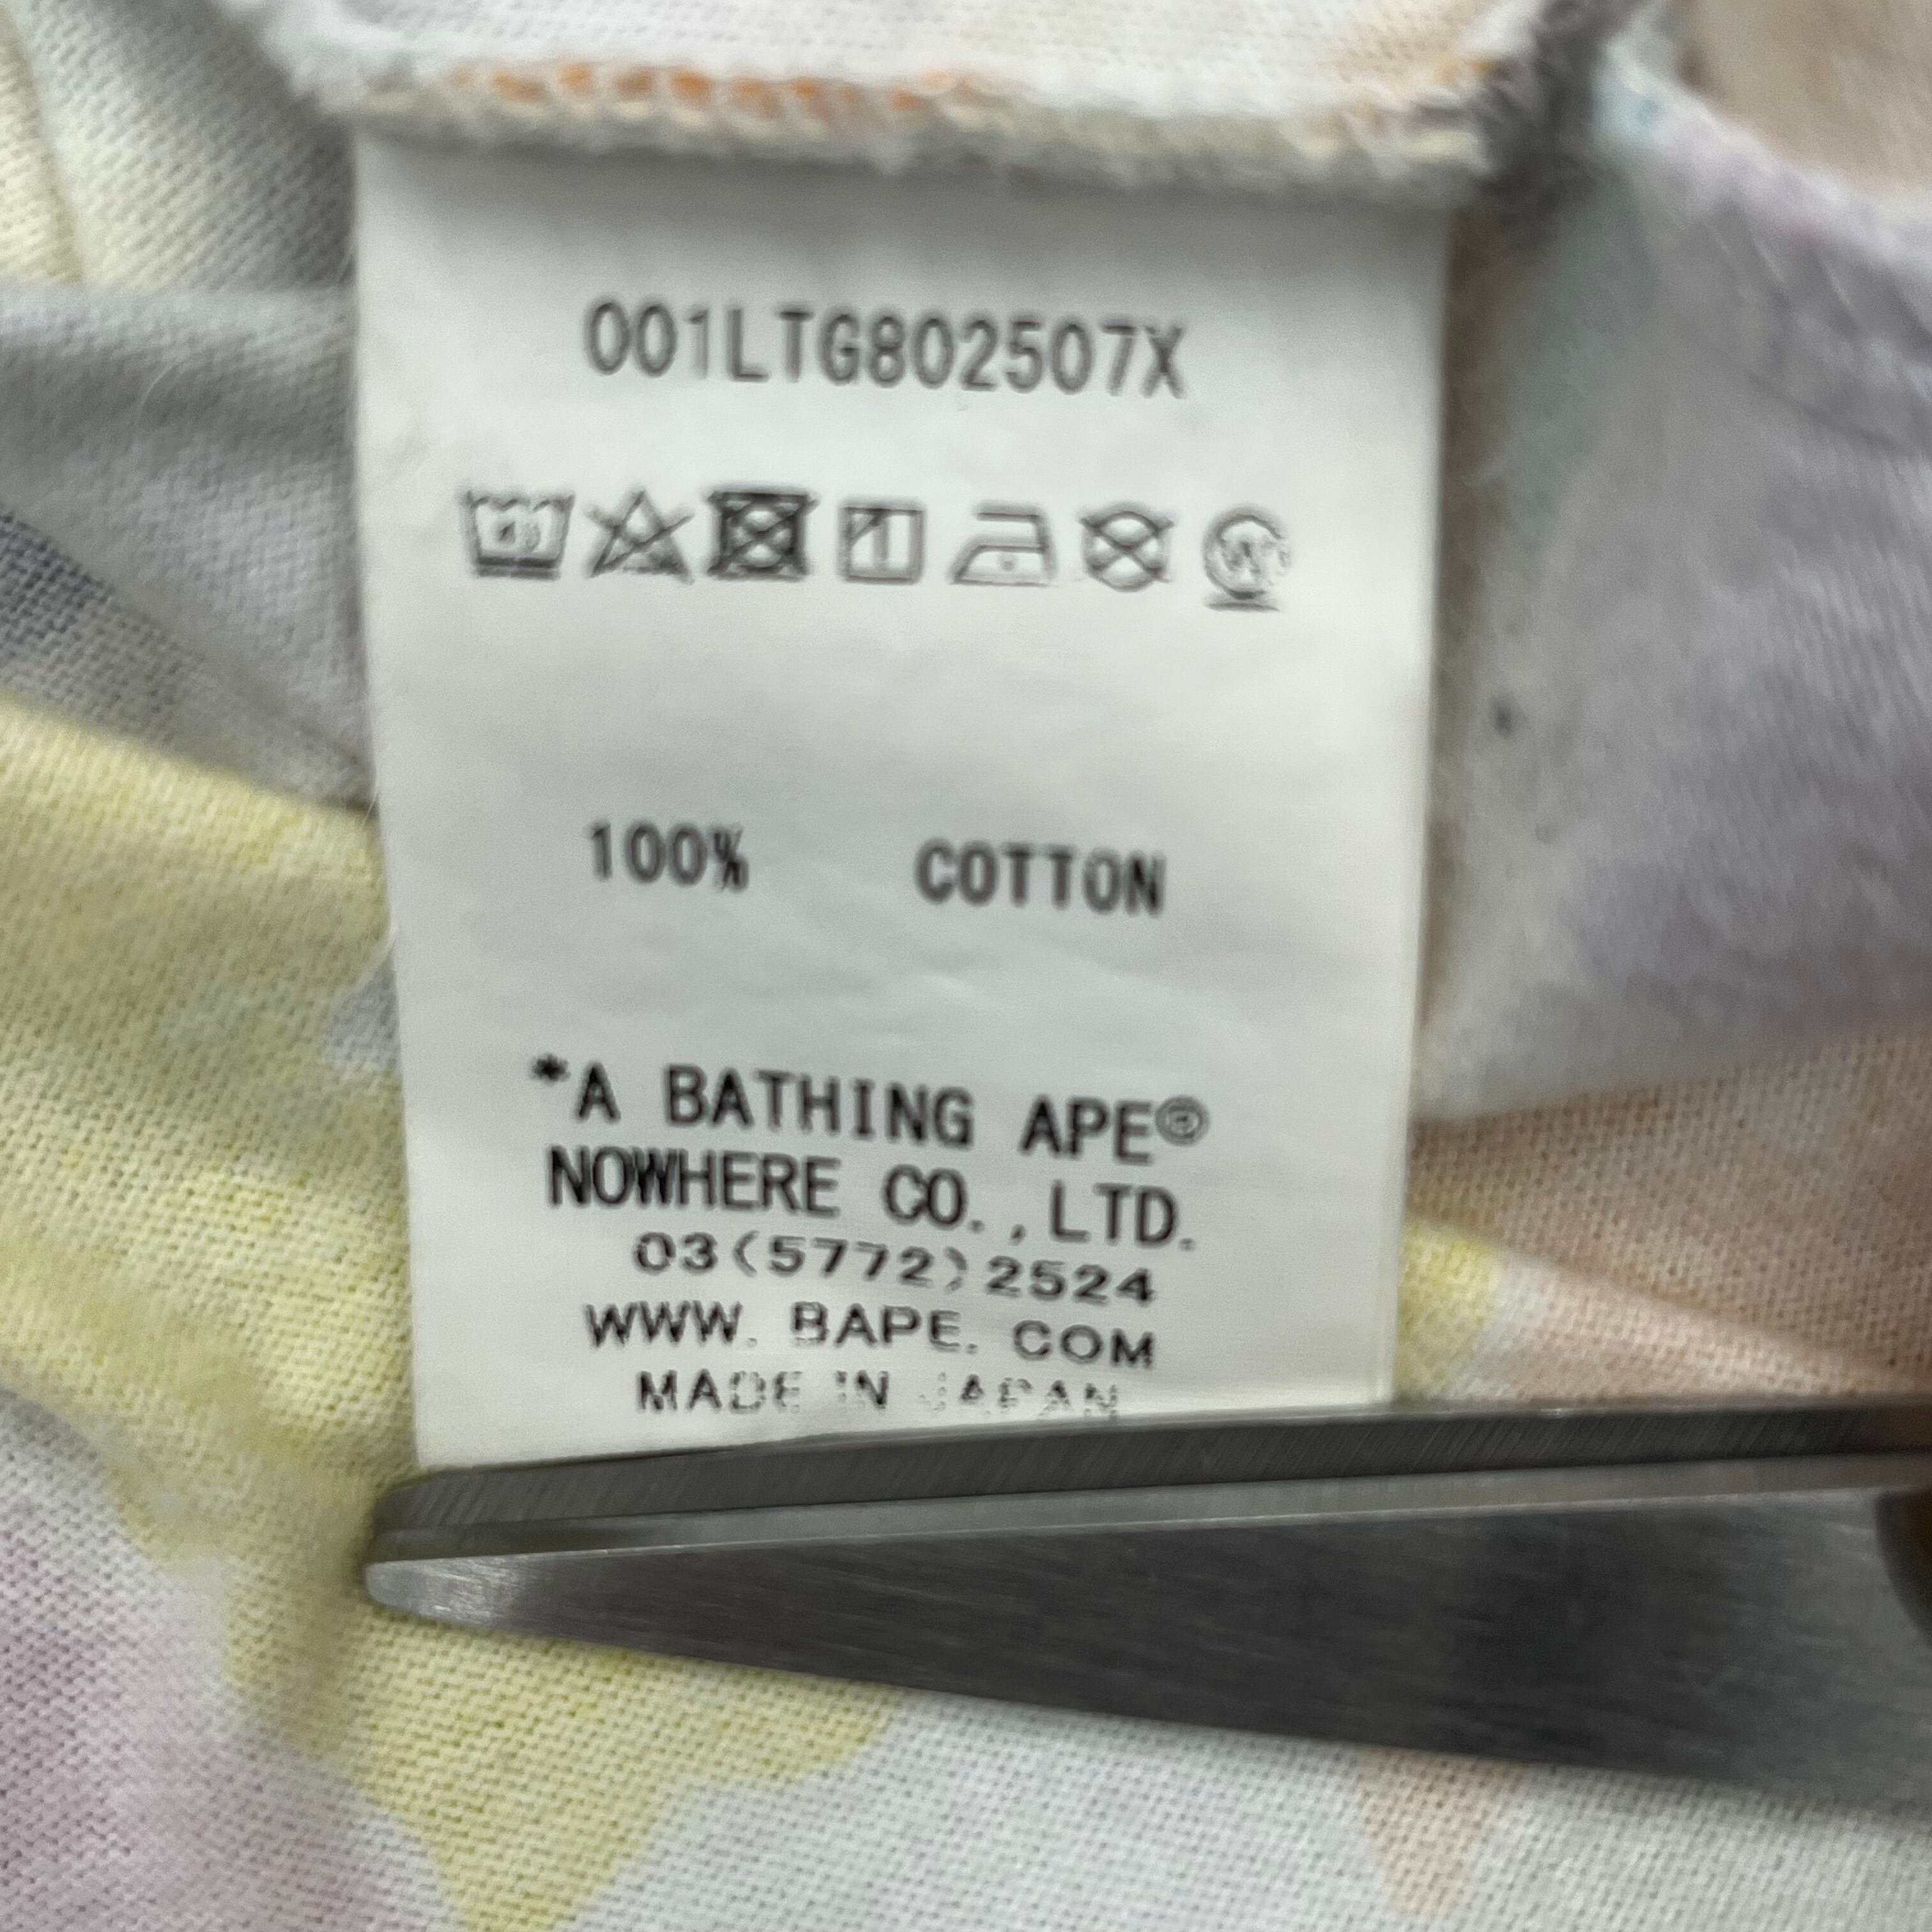 001LTG802507X
100% COTTON
*A BATHING APE®
NOWHERE CO.,LTD.
03(5772)2524
WWW. BAPE. COM
MADE IN JAPAN